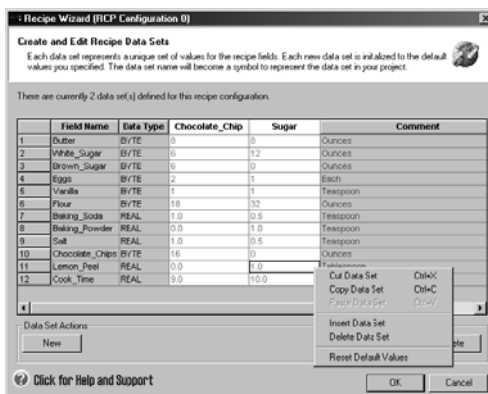 Recipe Wizard (RCP Configuration 0)
Create and Edit Recipe Data Sets
Each data set represents a unique set of values for the recipe fields. Each new data set is initialized to the default
values you specified. The data set name will become a symbol to represent the data set in your project.
There are currently 2 data set(s) defined for this recipe configuration.
Field Name Data Type Chocolate_Chip Sugar Comment
1 Butter BYTE 8 8 Ounces
2 White_Sugar BYTE 6 12 Ounces
3 Brown_Sugar BYTE 6 0 Ounces
4 Eggs BYTE 2 1 Each
5 Vanilla BYTE 1 1 Teaspoon
6 Flour BYTE 18 32 Ounces
7 Baking_Soda REAL 1.0 0.5 Teaspoon
8 Baking_Powder REAL 0.0 1.0 Teaspoon
9 Salt REAL 1.0 0.5 Teaspoon
10 Chocolate_Chips BYTE 16 0 Ounces
11 Lemon_Peel REAL 0.0 1.0 Tablespoon
12 Cook_Time REAL 9.0 10.0
Cut Data Set Ctrl+X
Copy Data Set Ctrl+C
Paste Data Set Ctrl+V
Insert Data Set
Delete Data Set
Reset Default Values
Data Set Actions
New
Click for Help and Support
OK Cancel